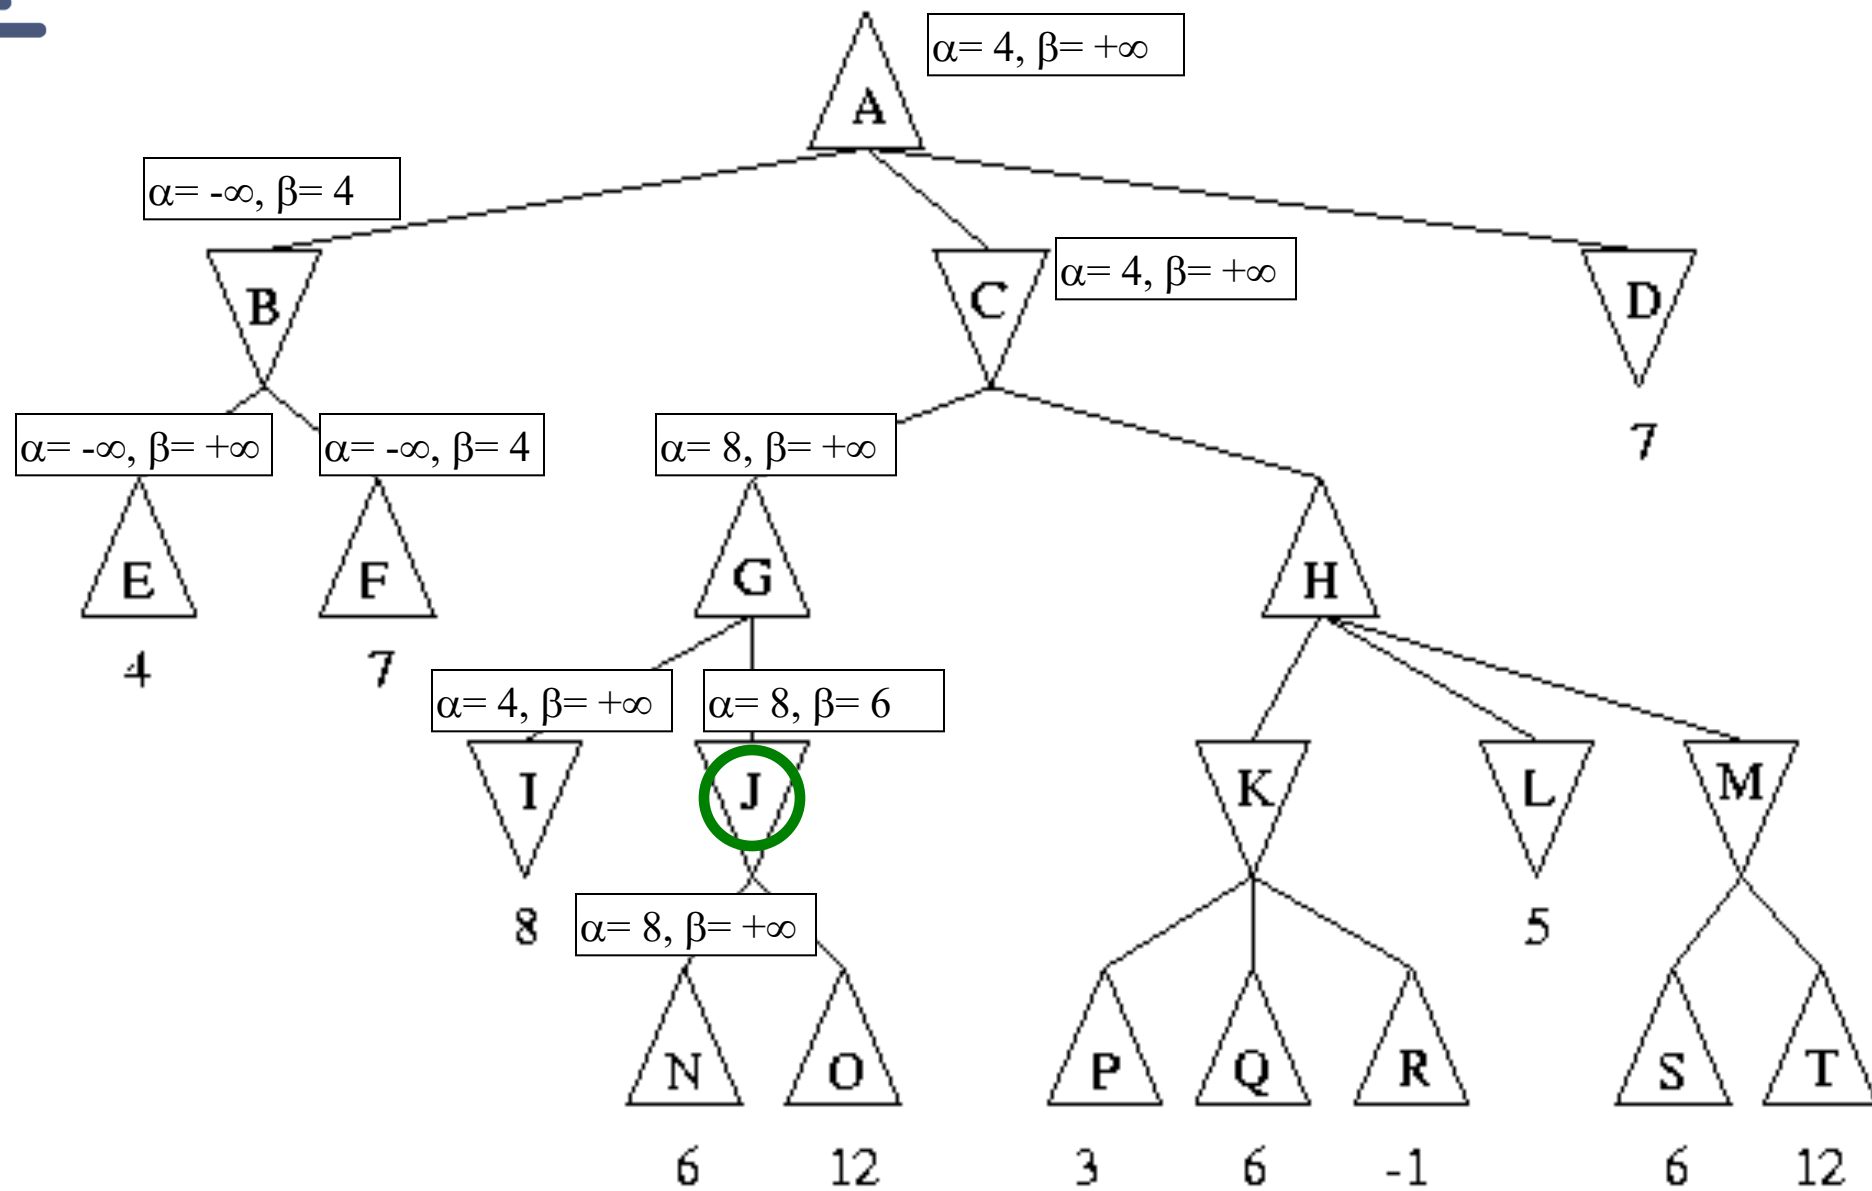 α= 4, β= +∞
A
α= -∞, β= 4
B
C
α= 4, β= +∞
D
7
α= -∞, β= +∞
α= -∞, β= 4
α= 8, β= +∞
E
F
G
H
4
7
α= 4, β= +∞
α= 8, β= 6
I
J
K
L
M
8
α= 8, β= +∞
5
N
O
P
Q
R
S
T
6
12
3
6
-1
6
12